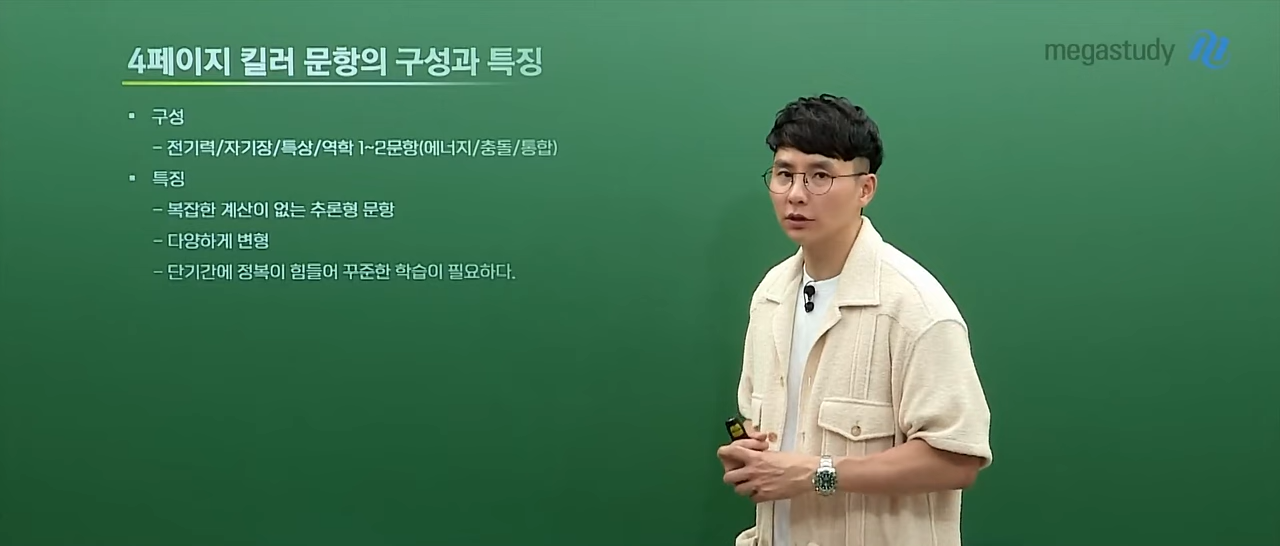 4페이지 킬러 문항의 구성과 특징
megastudy
▪ 구성
– 전기력/자기장/특상/역학 1~2문항(에너지/충돌/통합)
▪ 특징
– 복잡한 계산이 없는 추론형 문항
– 다양하게 변형
– 단기간에 정복이 힘들어 꾸준한 학습이 필요하다.